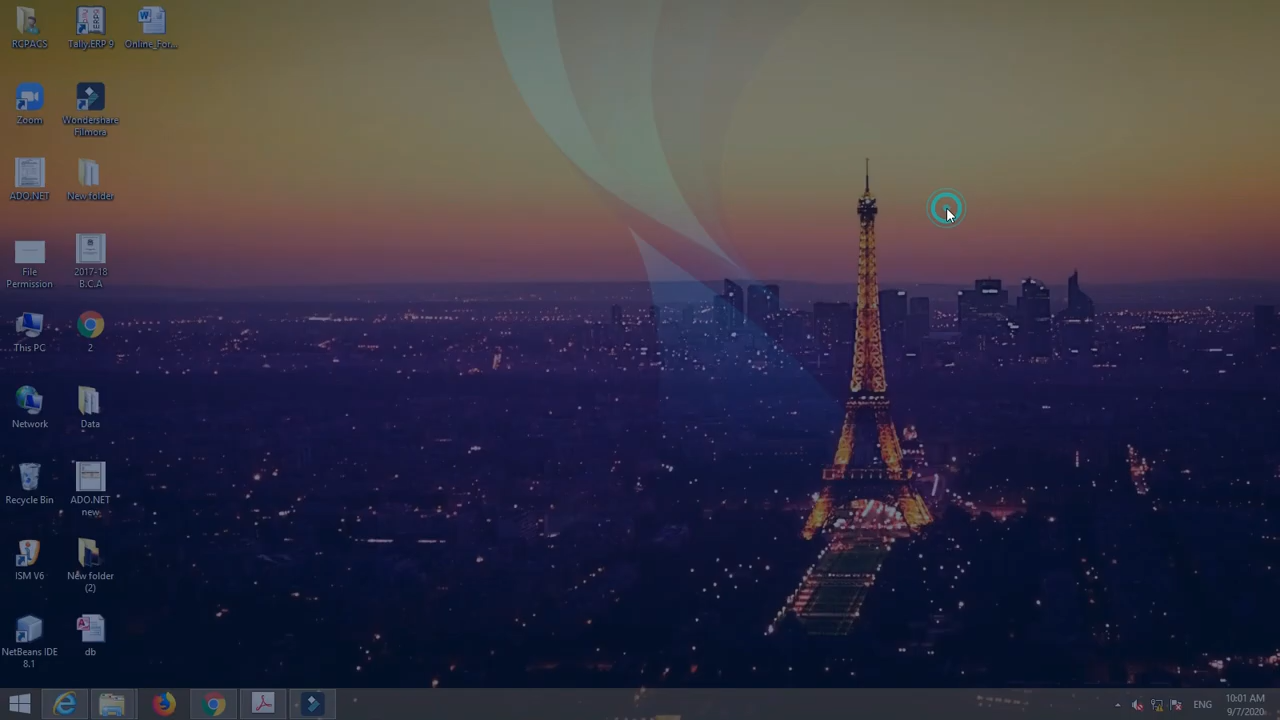 RCPACS
Tally.ERP 9
Online_For...
Zoom
Wondershare
Filmora
ADO.NET
New folder
File
Permission
2017-18
B.C.A
This PC
2
Network
Data
Recycle Bin
ADO.NET
new
ISM V6
New folder
(2)
NetBeans IDE
8.1
db
ENG
10:01 AM
9/7/2020